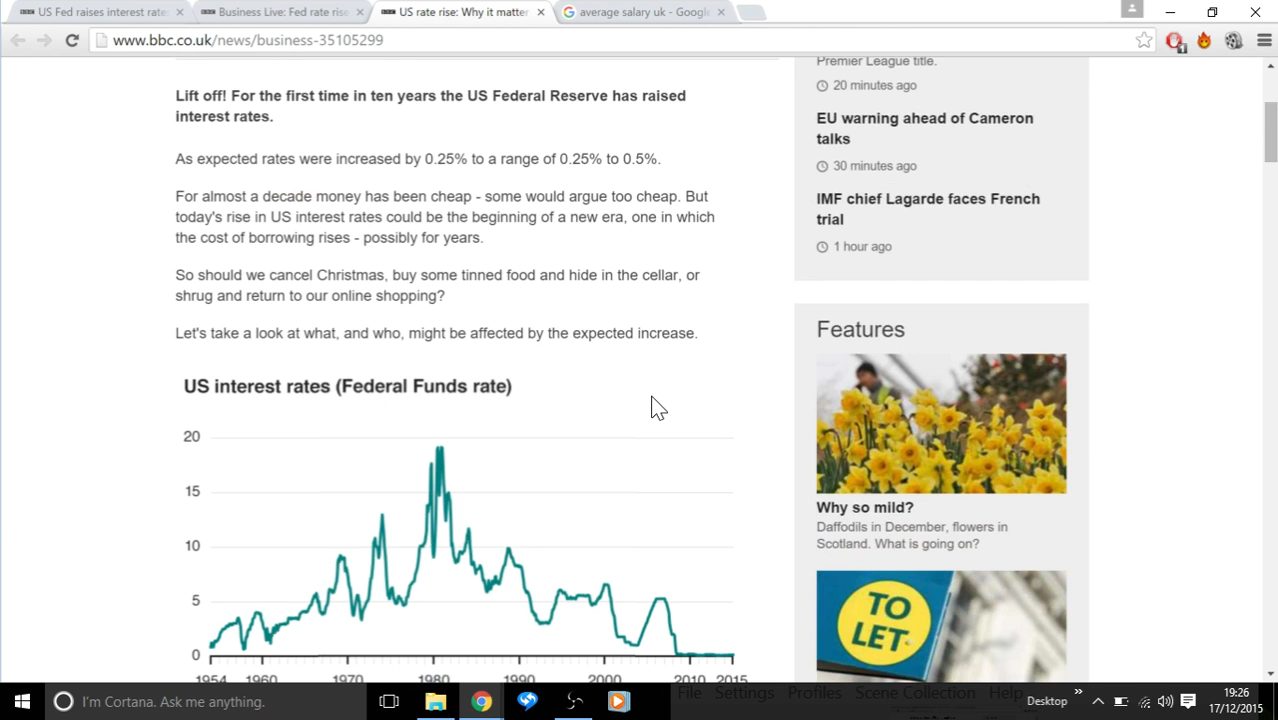 US Fed raises interest rate
Business Live: Fed rate rise
US rate rise: Why it matter
average salary uk - Google
www.bbc.co.uk/news/business-35105299
Lift off! For the first time in ten years the US Federal Reserve has raised
interest rates.
As expected rates were increased by 0.25% to a range of 0.25% to 0.5%.
For almost a decade money has been cheap - some would argue too cheap. But
today's rise in US interest rates could be the beginning of a new era, one in which
the cost of borrowing rises - possibly for years.
So should we cancel Christmas, buy some tinned food and hide in the cellar, or
shrug and return to our online shopping?
Let's take a look at what, and who, might be affected by the expected increase.
US interest rates (Federal Funds rate)
20
15
10
5
0
1954 1960 1970 1980 1990 2000 2010 2015
Premier League title.
20 minutes ago
EU warning ahead of Cameron
talks
30 minutes ago
IMF chief Lagarde faces French
trial
1 hour ago
Features
Why so mild?
Daffodils in December, flowers in
Scotland. What is going on?
TO
LET
I'm Cortana. Ask me anything.
File Settings Profiles Scene Collection Help
Desktop
19:26
17/12/2015